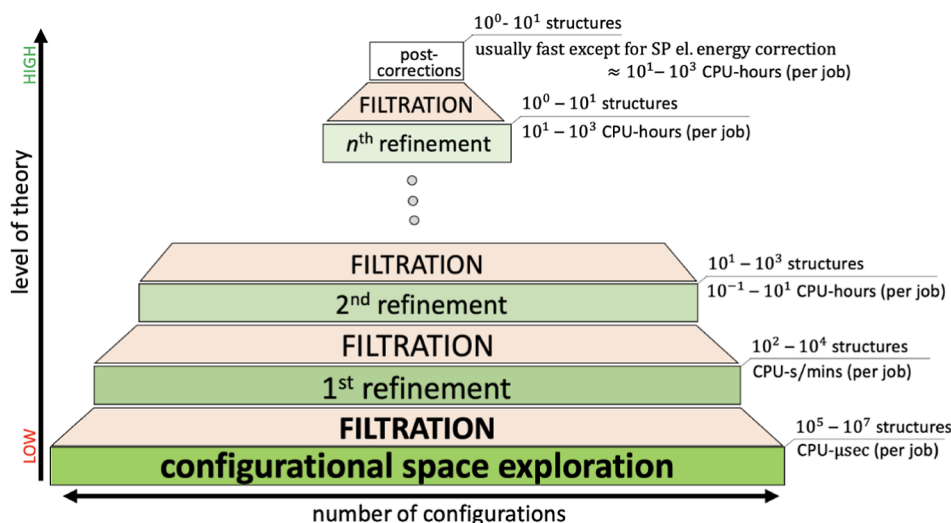 10⁰- 10¹ structures
post-corrections
usually fast except for SP el. energy correction
≈ 10¹– 10³ CPU-hours (per job)
HIGH
FILTRATION
10⁰ – 10¹ structures
nᵗʰ refinement
10¹ – 10³ CPU-hours (per job)
level of theory
FILTRATION
10¹ – 10³ structures
2ⁿᵈ refinement
10⁻¹ – 10¹ CPU-hours (per job)
FILTRATION
10² – 10⁴ structures
1ˢᵗ refinement
CPU-s/mins (per job)
LOW
FILTRATION
10⁵ – 10⁷ structures
configurational space exploration
CPU-μsec (per job)
number of configurations